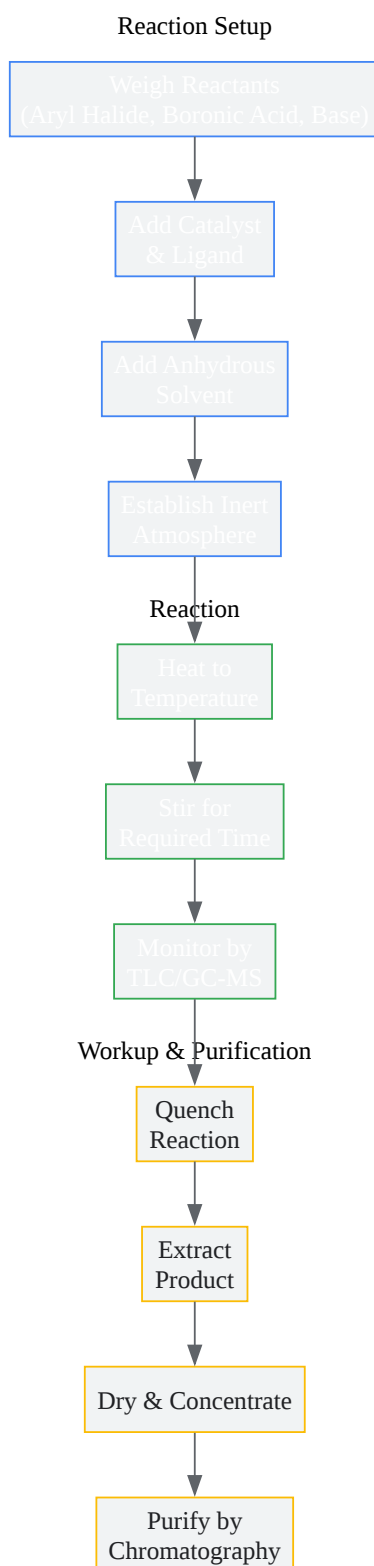 Reaction Setup
Weigh Reactants
(Aryl Halide, Boronic Acid, Base)
Add Catalyst
& Ligand
Add Anhydrous
Solvent
Establish Inert
Atmosphere
Reaction
Heat to
Temperature
Stir for
Required Time
Monitor by
TLC/GC-MS
Workup & Purification
Quench
Reaction
Extract
Product
Dry & Concentrate
Purify by
Chromatography